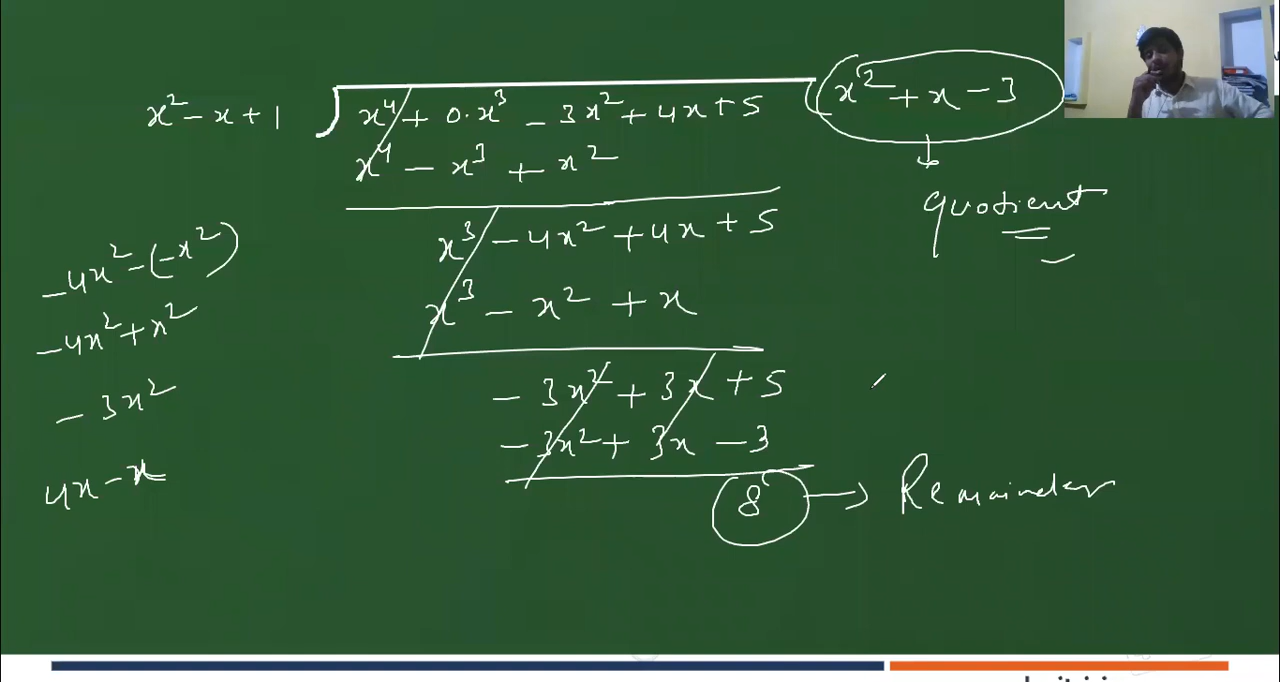 x² - x + 1 ) x⁴ + 0·x³ - 3x² + 4x + 5 ( x² + x - 3
x⁴ - x³ + x²
quotient
x³ - 4x² + 4x + 5
x³ - x² + x
-4x² - (-x²)
-4x² + x²
-3x²
4x - x
- 3x² + 3x + 5
- 3x² + 3x - 3
8 → Remainder